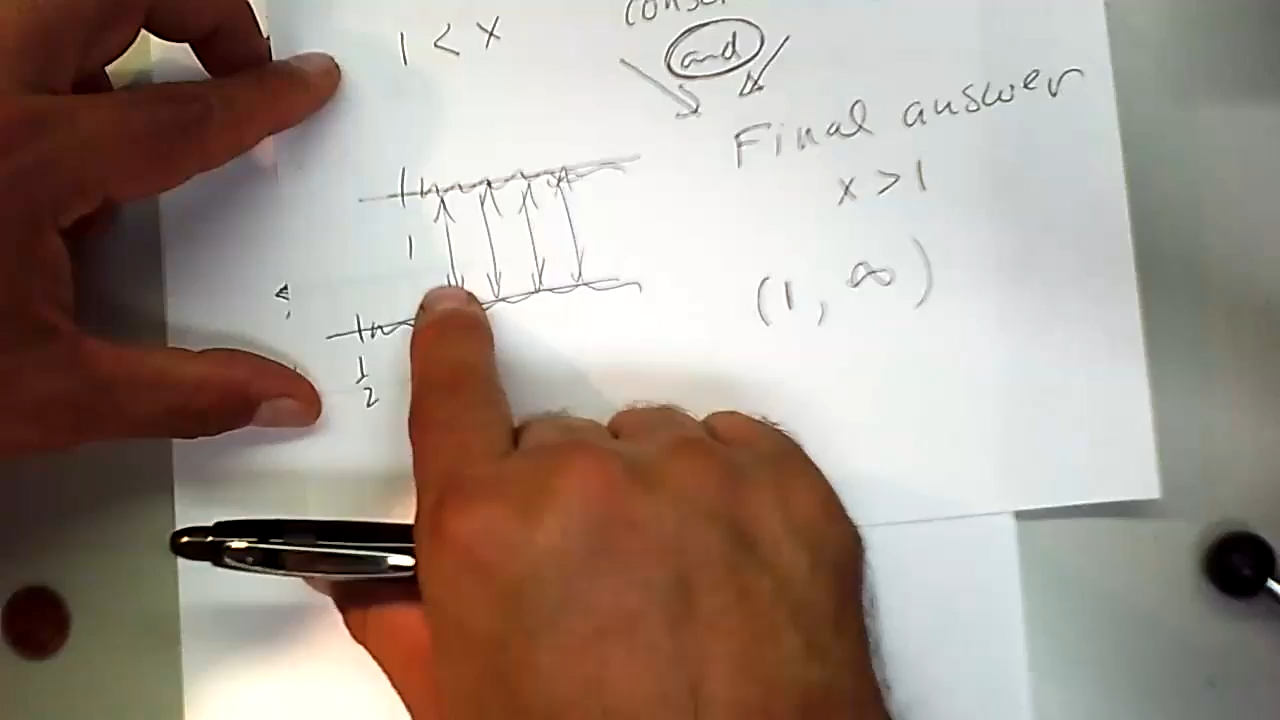 1 < x
and
Final answer
x > 1
(1, ∞)
1
1
2